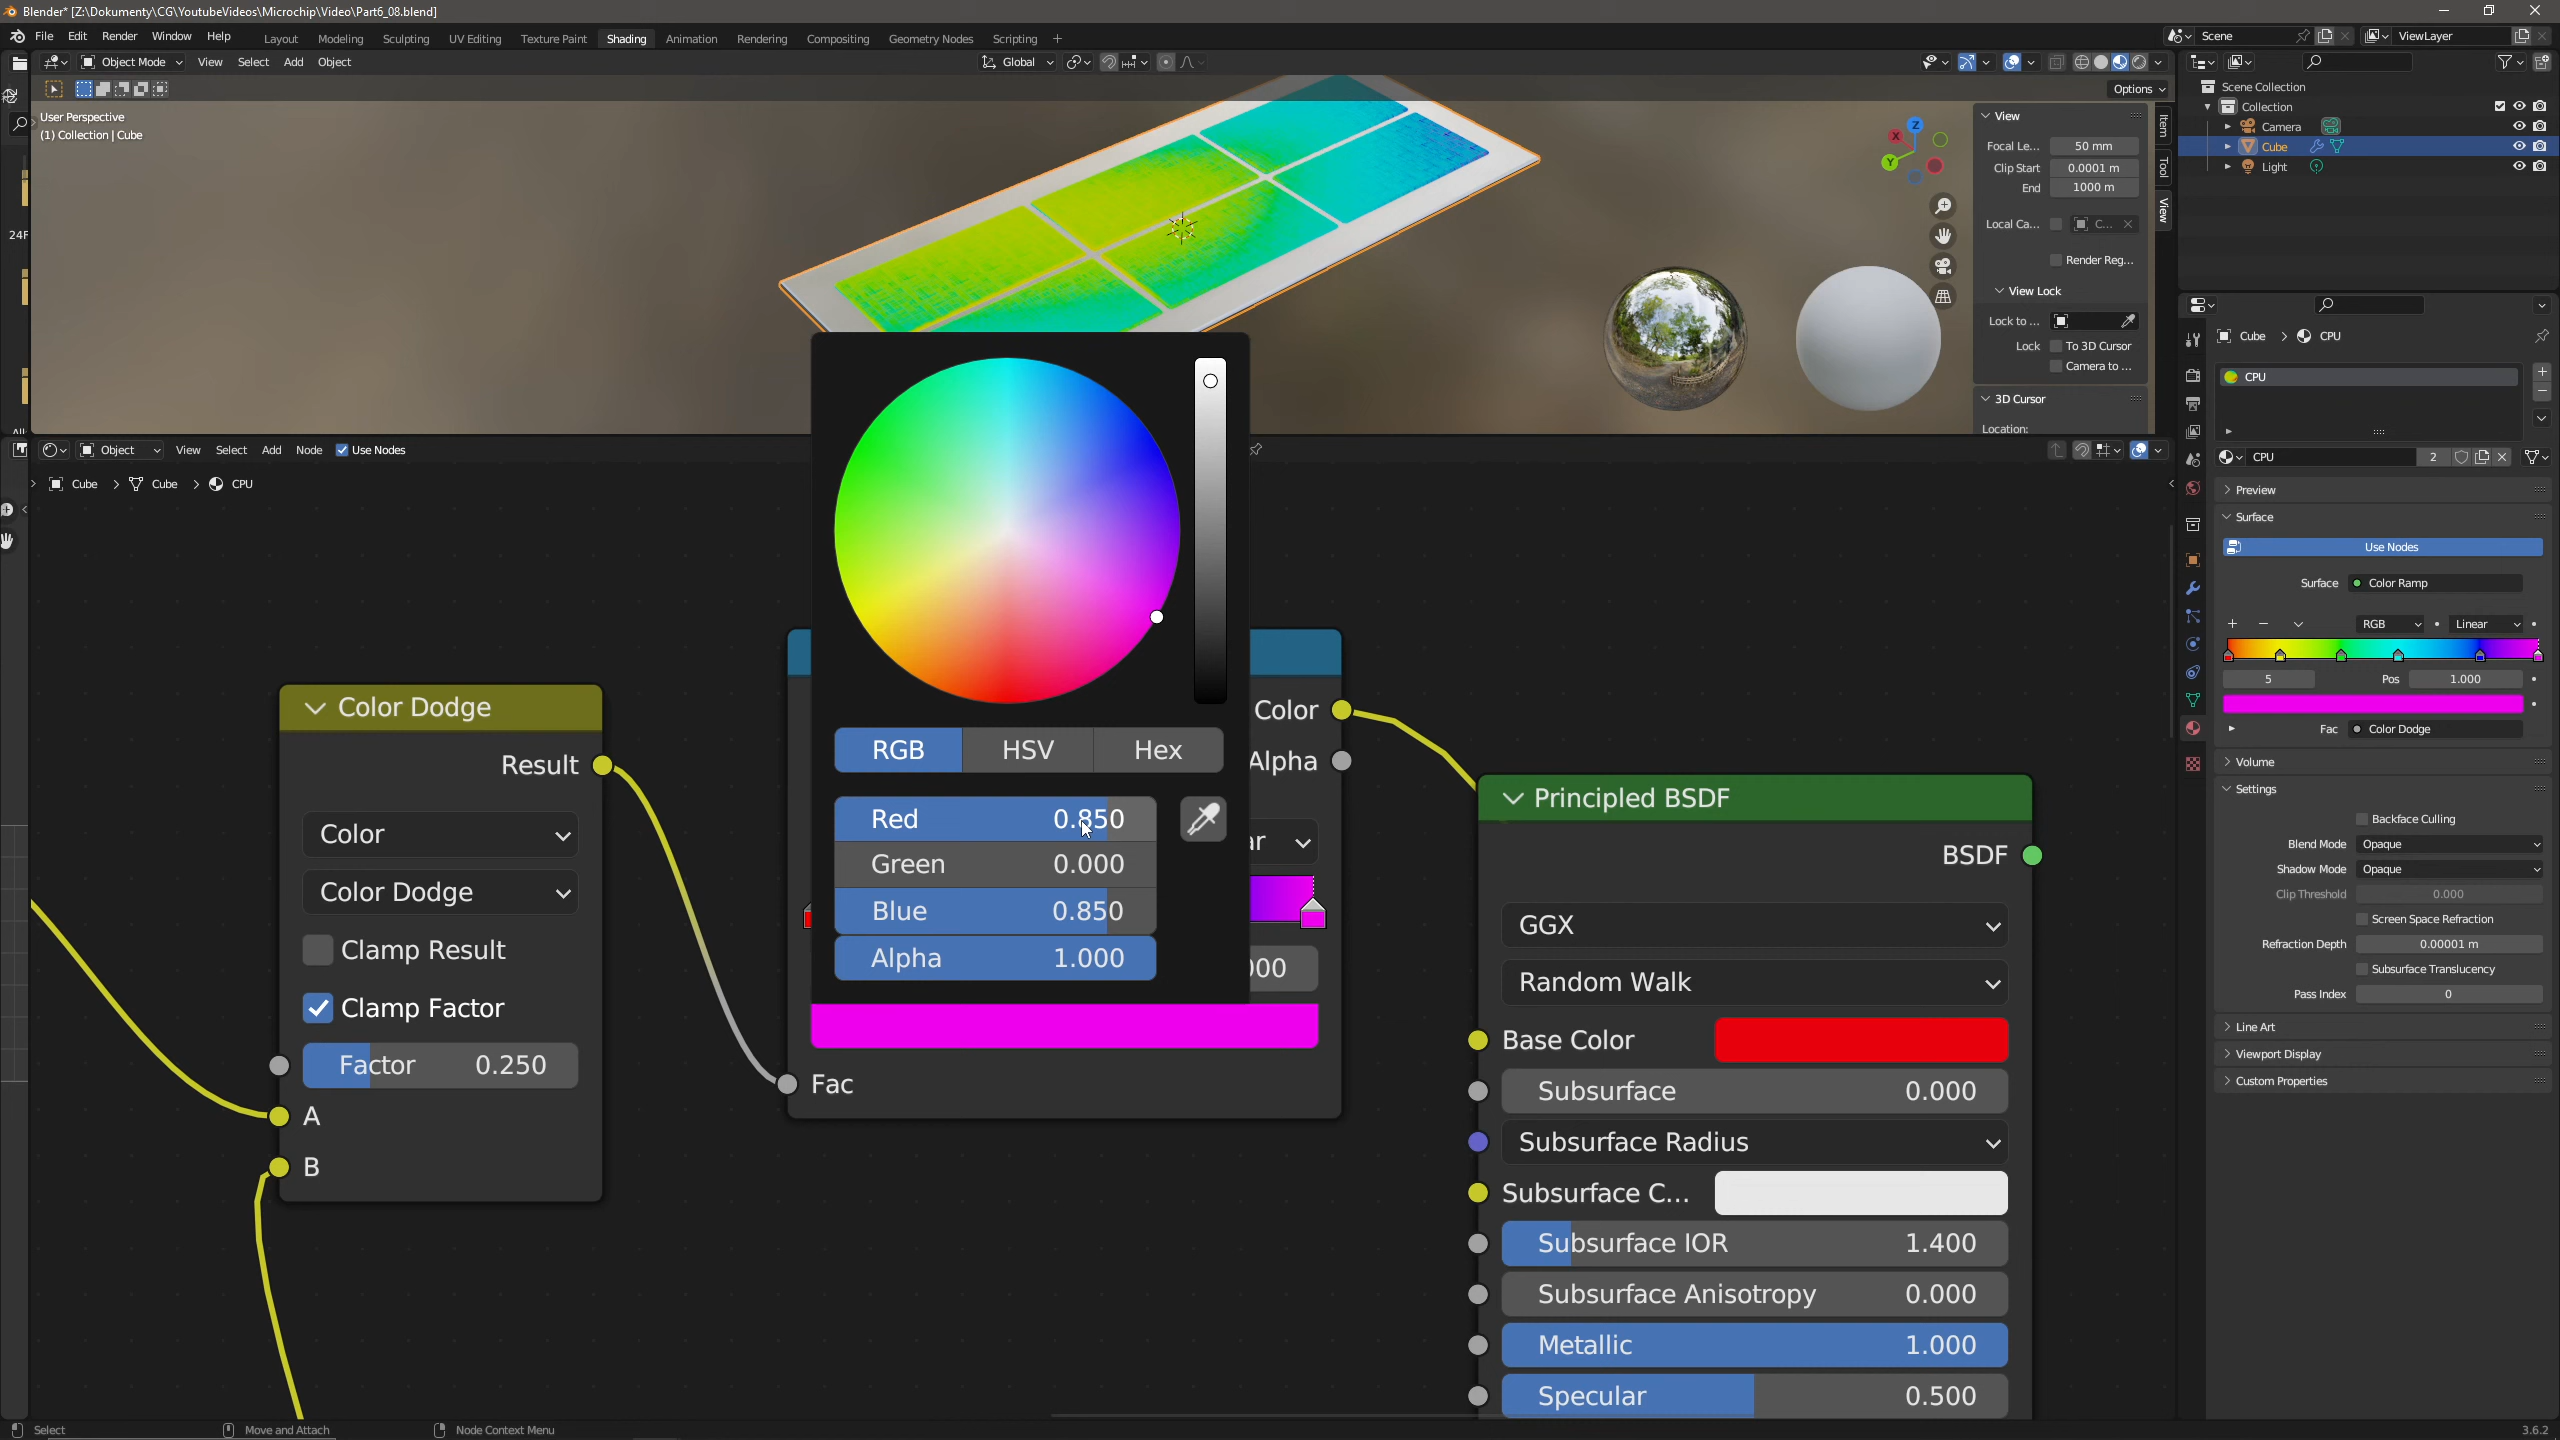 Blender* [Z:\Dokumenty\CG\YoutubeVideos\Microchip\Video\Part6_08.blend]
File Edit Render Window Help Layout Modeling Sculpting UV Editing Texture Paint Shading Animation Rendering Compositing Geometry Nodes Scripting + Scene ViewLayer
Object Mode View Select Add Object Global
Options
User Perspective
(1) Collection | Cube
View
Focal Le... 50 mm
Clip Start 0.0001 m
End 1000 m
Local Ca... C...
Render Reg...
View Lock
Lock to ...
Lock To 3D Cursor
Camera to ...
3D Cursor
Location:
Item
Tool
View
X
Y
Z
24F
Scene Collection
Collection
Camera
Cube
Light
Cube > CPU
CPU
CPU 2
Preview
Surface
Use Nodes
Surface Color Ramp
RGB Linear
5 Pos 1.000
Fac Color Dodge
Volume
Settings
Backface Culling
Blend Mode Opaque
Shadow Mode Opaque
Clip Threshold 0.000
Screen Space Refraction
Refraction Depth 0.00001 m
Subsurface Translucency
Pass Index 0
Line Art
Viewport Display
Custom Properties
Object View Select Add Node Use Nodes
Cube > Cube > CPU
Color Dodge
Result
Color
Color Dodge
Clamp Result
Clamp Factor
Factor 0.250
A
B
RGB HSV Hex
Red 0.850
Green 0.000
Blue 0.850
Alpha 1.000
Color
Alpha
Fac
Principled BSDF
BSDF
GGX
Random Walk
Base Color
Subsurface 0.000
Subsurface Radius
Subsurface C...
Subsurface IOR 1.400
Subsurface Anisotropy 0.000
Metallic 1.000
Specular 0.500
Select Move and Attach Node Context Menu 3.6.2